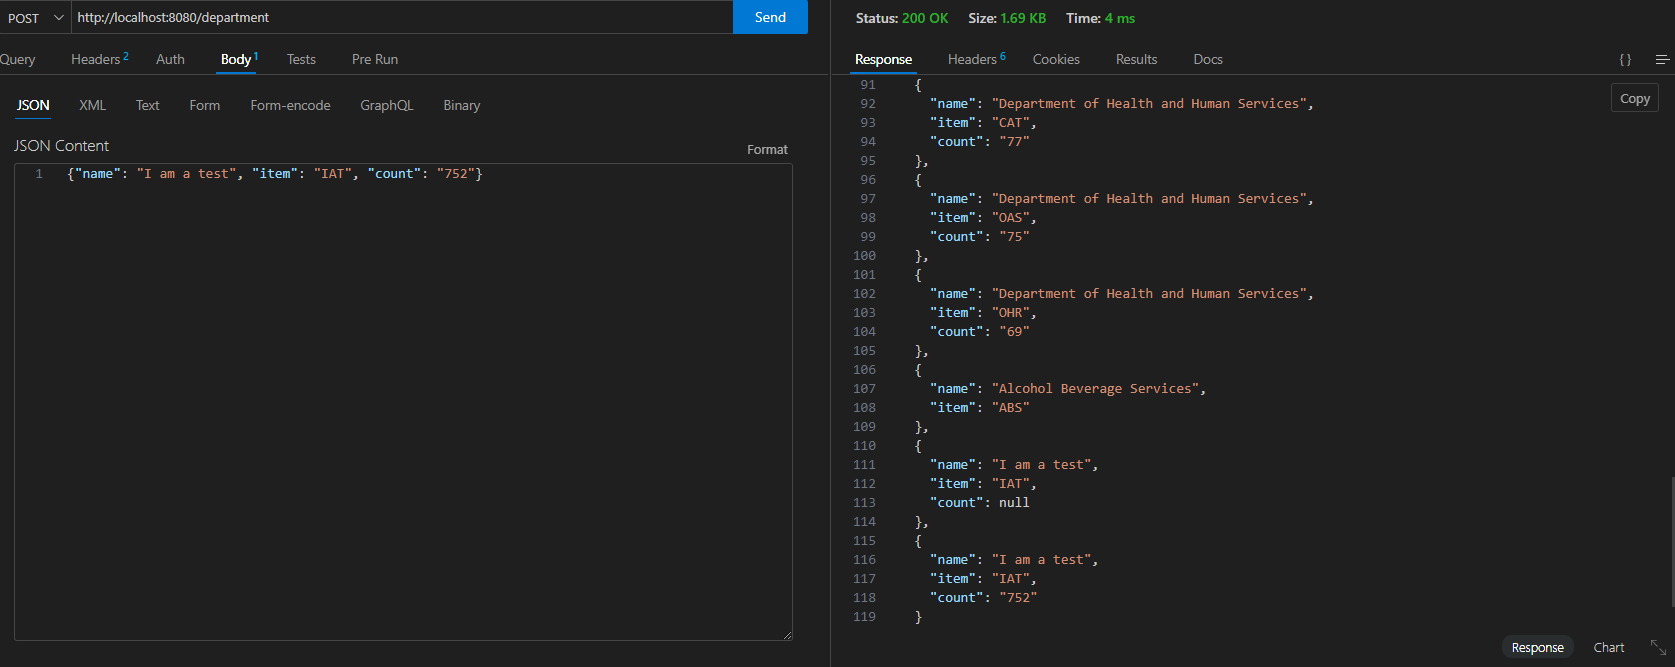 POST http://localhost:8080/department Send
Query Headers 2 Auth Body 1 Tests Pre Run
JSON XML Text Form Form-encode GraphQL Binary
JSON Content
Format
1 {"name": "I am a test", "item": "IAT", "count": "752"}
Status: 200 OK Size: 1.69 KB Time: 4 ms
Response Headers 6 Cookies Results Docs { }
Copy
91 {
92 "name": "Department of Health and Human Services",
93 "item": "CAT",
94 "count": "77"
95 },
96 {
97 "name": "Department of Health and Human Services",
98 "item": "OAS",
99 "count": "75"
100 },
101 {
102 "name": "Department of Health and Human Services",
103 "item": "OHR",
104 "count": "69"
105 },
106 {
107 "name": "Alcohol Beverage Services",
108 "item": "ABS"
109 },
110 {
111 "name": "I am a test",
112 "item": "IAT",
113 "count": null
114 },
115 {
116 "name": "I am a test",
117 "item": "IAT",
118 "count": "752"
119 }
Response Chart